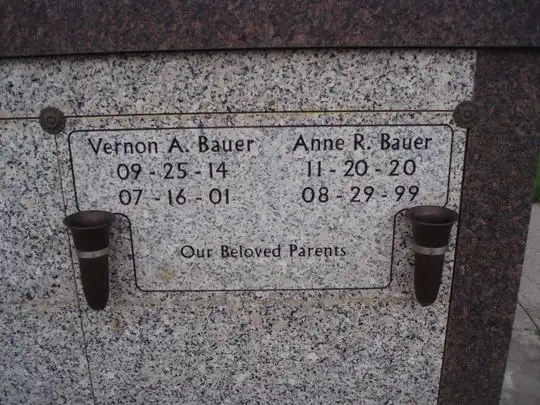 Vernon A. Bauer Anne R. Bauer
09 - 25 - 14 11 - 20 - 20
07 - 16 - 01 08 - 29 - 99
Our Beloved Parents